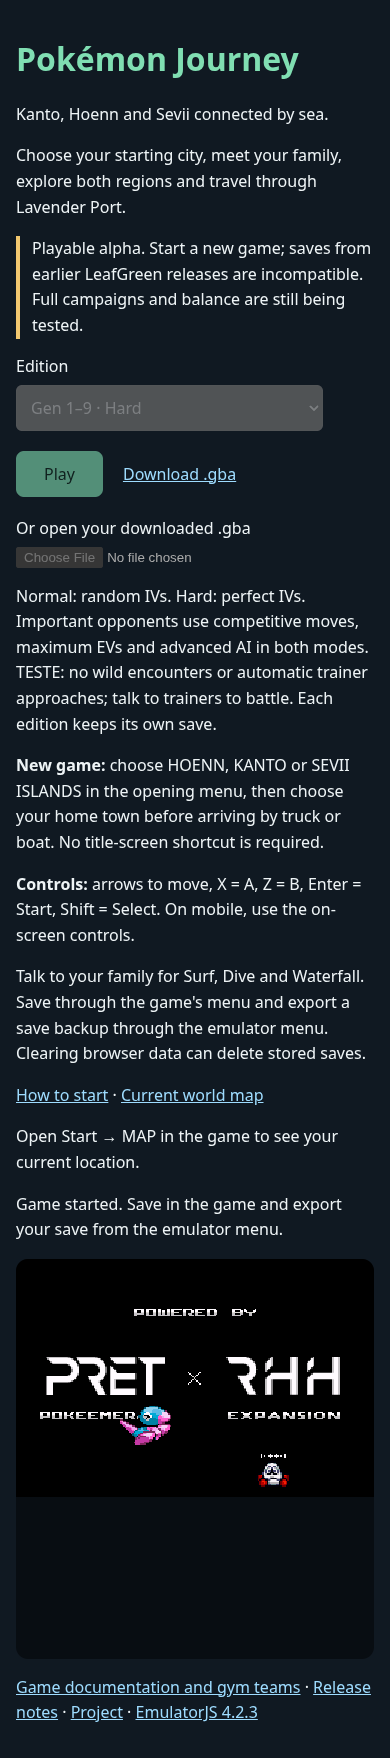 Pokémon Journey
Kanto, Hoenn and Sevii connected by sea.
Choose your starting city, meet your family,
explore both regions and travel through
Lavender Port.
Playable alpha. Start a new game; saves from
earlier LeafGreen releases are incompatible.
Full campaigns and balance are still being
tested.
Edition
Gen 1–9 · Hard
Play
Download .gba
Or open your downloaded .gba
Choose File No file chosen
Normal: random IVs. Hard: perfect IVs.
Important opponents use competitive moves,
maximum EVs and advanced AI in both modes.
TESTE: no wild encounters or automatic trainer
approaches; talk to trainers to battle. Each
edition keeps its own save.
New game: choose HOENN, KANTO or SEVII
ISLANDS in the opening menu, then choose
your home town before arriving by truck or
boat. No title-screen shortcut is required.
Controls: arrows to move, X = A, Z = B, Enter =
Start, Shift = Select. On mobile, use the on-
screen controls.
Talk to your family for Surf, Dive and Waterfall.
Save through the game's menu and export a
save backup through the emulator menu.
Clearing browser data can delete stored saves.
How to start · Current world map
Open Start → MAP in the game to see your
current location.
Game started. Save in the game and export
your save from the emulator menu.
POWERED BY
PRET × RHH
POKEEMER EXPANSION
Game documentation and gym teams · Release
notes · Project · EmulatorJS 4.2.3